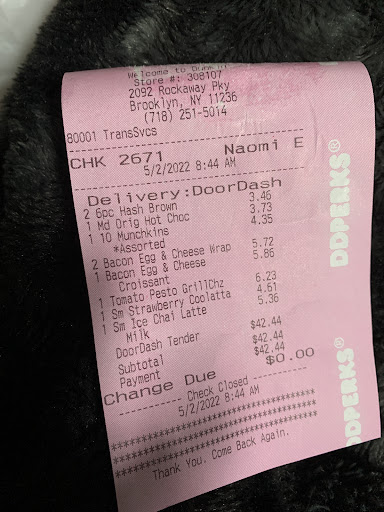 Welcome to Dunkin'
Store #: 308107
2092 Rockaway Pky
Brooklyn, NY 11236
(718) 251-5014
80001 TransSvcs
CHK 2671 Naomi E
5/2/2022 8:44 AM
Delivery:DoorDash
2 6pc Hash Brown 3.46
1 Md Orig Hot Choc 3.73
1 10 Munchkins 4.35
*Assorted
2 Bacon Egg & Cheese Wrap 5.72
1 Bacon Egg & Cheese 5.86
Croissant
1 Tomato Pesto GrillChz 6.23
1 Sm Strawberry Coolatta 4.61
1 Sm Ice Chai Latte 5.36
Milk
DoorDash Tender $42.44
Subtotal $42.44
Payment $42.44
Change Due $0.00
---------- Check Closed ----------
5/2/2022 8:44 AM
Thank You. Come Back Again.
DDPERKS®
DDPERKS®